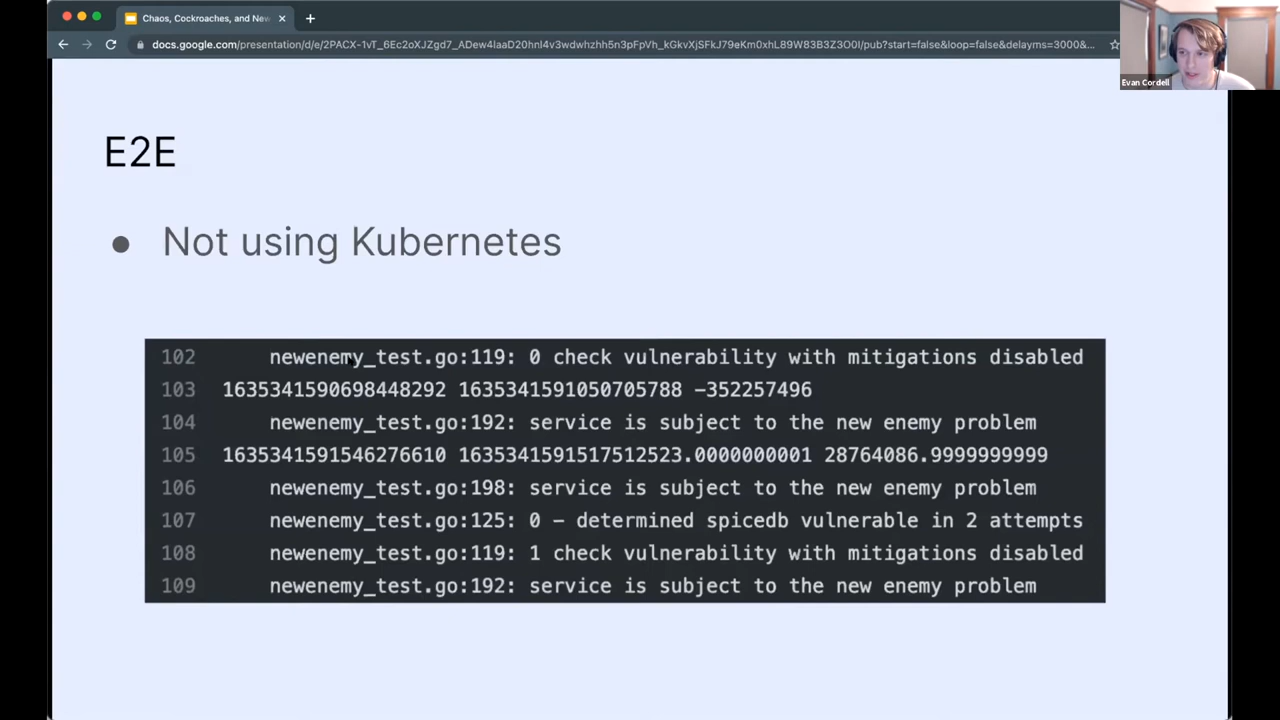 Chaos, Cockroaches, and New
docs.google.com/presentation/d/e/2PACX-1vT_6Ec2oXJZgd7_ADew4IaaD20hnI4v3wdwhzhh5n3pFpVh_kGkvXjSFkJ79eKm0xhL89W83B3Z3O0I/pub?start=false&loop=false&delayms=3000&...
Evan Cordell
E2E
● Not using Kubernetes
102 newenemy_test.go:119: 0 check vulnerability with mitigations disabled
103 1635341590698448292 1635341591050705788 -352257496
104 newenemy_test.go:192: service is subject to the new enemy problem
105 1635341591546276610 1635341591517512523.0000000001 28764086.9999999999
106 newenemy_test.go:198: service is subject to the new enemy problem
107 newenemy_test.go:125: 0 - determined spicedb vulnerable in 2 attempts
108 newenemy_test.go:119: 1 check vulnerability with mitigations disabled
109 newenemy_test.go:192: service is subject to the new enemy problem